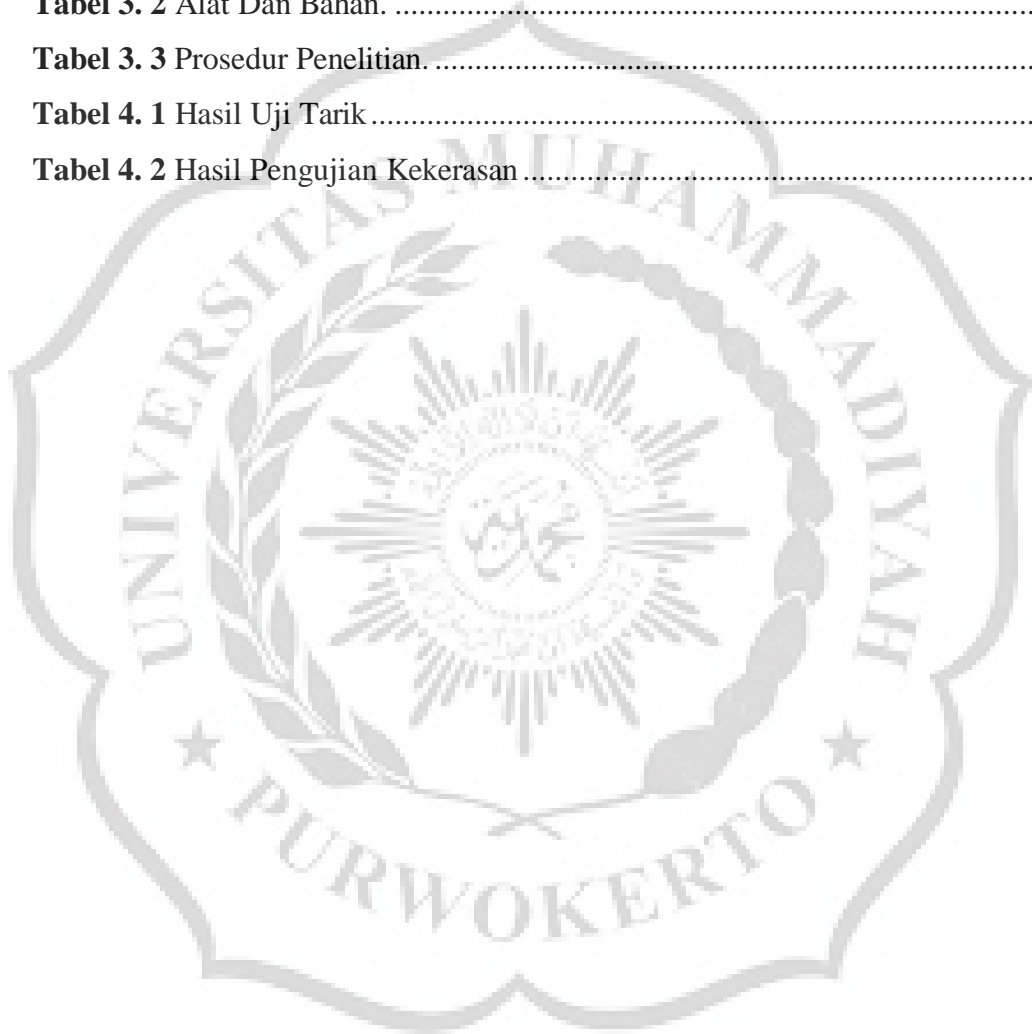 Tabel 3. 2 Alat Dan Bahan. ........................................................................
Tabel 3. 3 Prosedur Penelitian. ....................................................................
Tabel 4. 1 Hasil Uji Tarik ...........................................................................
Tabel 4. 2 Hasil Pengujian Kekerasan .........................................................
UNIVERSITAS MUHAMMADIYAH
PURWOKERTO